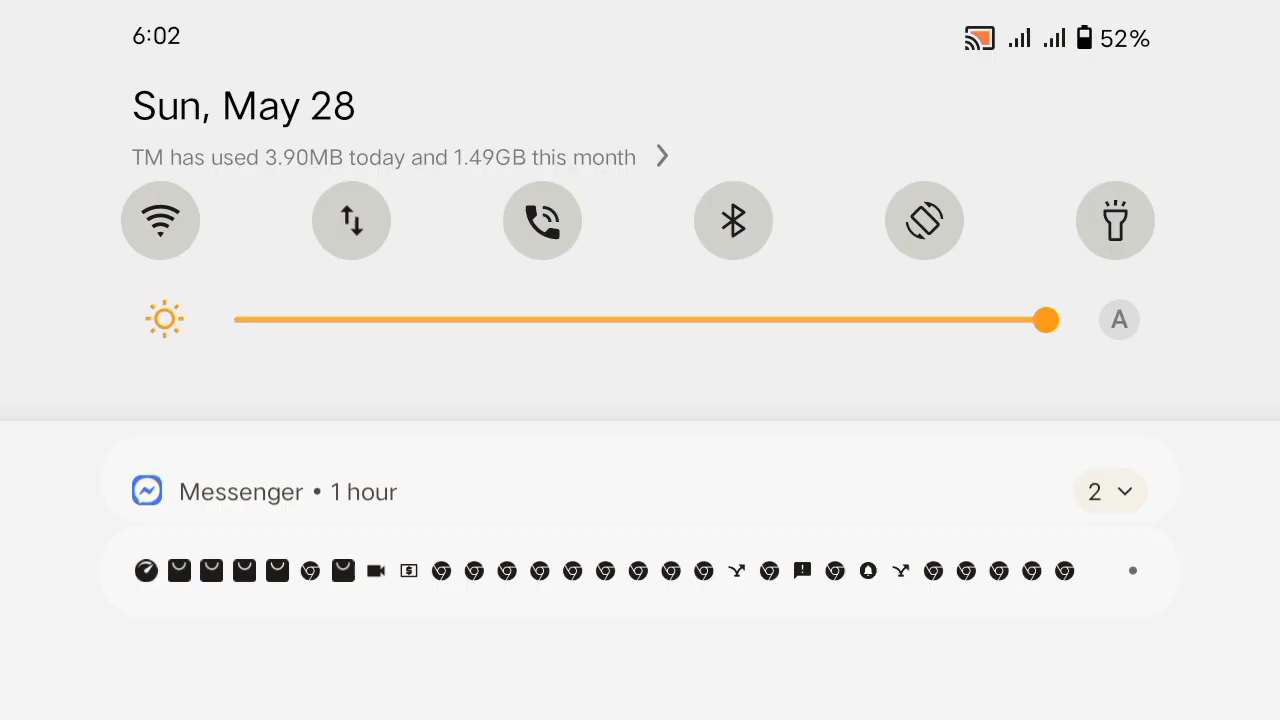 6:02
52%
Sun, May 28
TM has used 3.90MB today and 1.49GB this month
A
Messenger • 1 hour
2